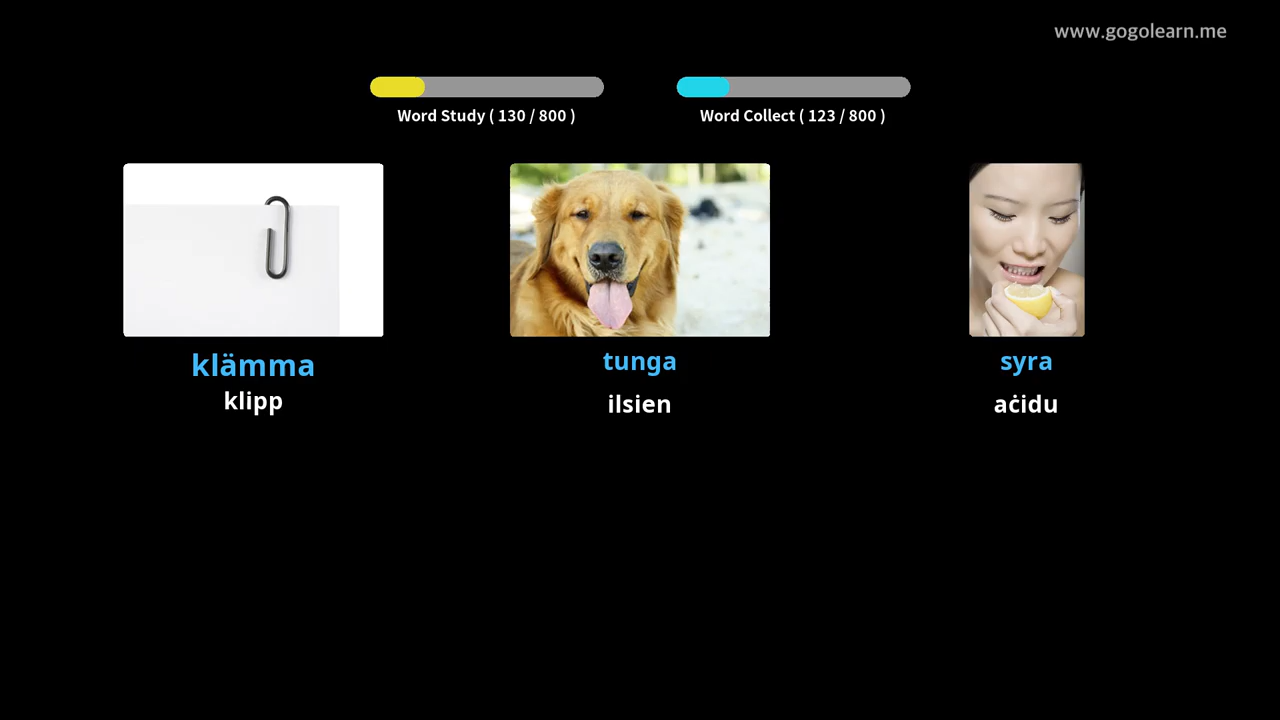 www.gogolearn.me
Word Study ( 130 / 800 )
Word Collect ( 123 / 800 )
klämma
klipp
tunga
ilsien
syra
aċidu